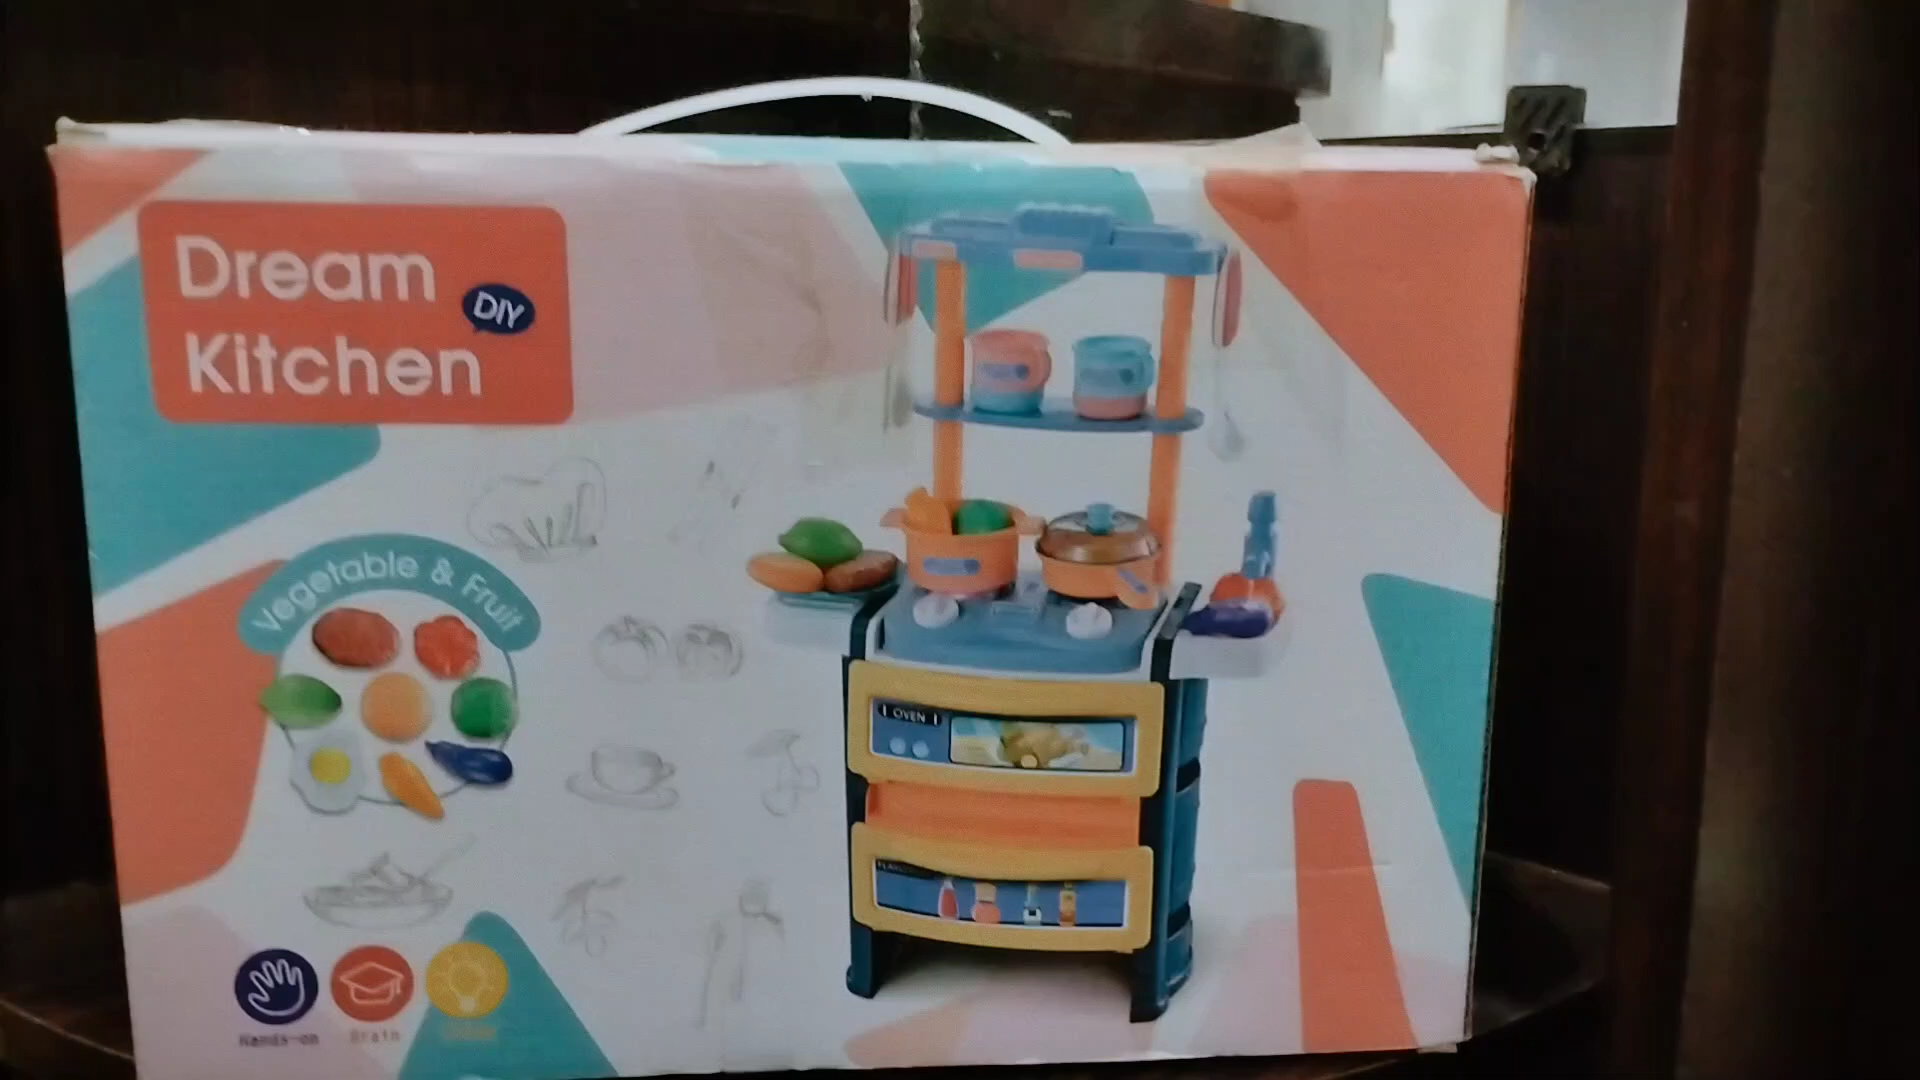 Dream
DIY
Kitchen
Vegetable & Fruit
OVEN
Hands-on
Brain